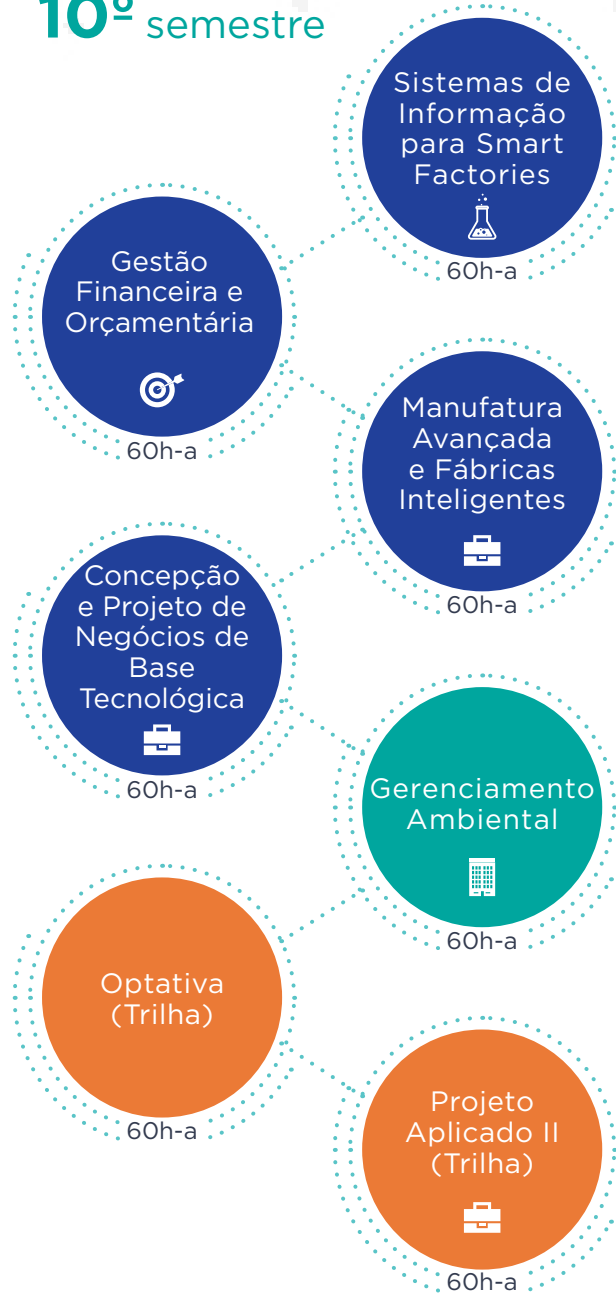 10º semestre
Sistemas de
Informação
para Smart
Factories
60h-a
Gestão
Financeira e
Orçamentária
60h-a
Manufatura
Avançada
e Fábricas
Inteligentes
60h-a
Concepção
e Projeto de
Negócios de
Base
Tecnológica
60h-a
Gerenciamento
Ambiental
60h-a
Optativa
(Trilha)
60h-a
Projeto
Aplicado II
(Trilha)
60h-a